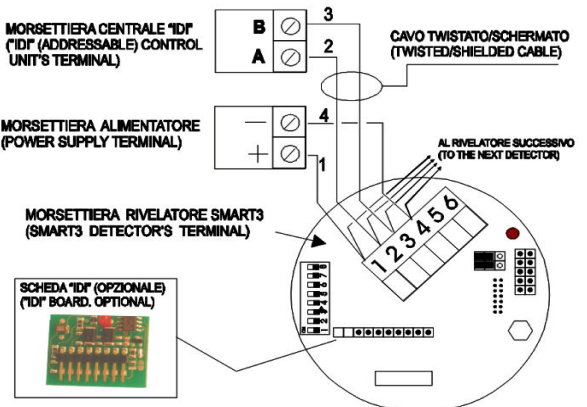 MORSETTIERA CENTRALE "IDI"
("IDI" (ADDRESSABLE) CONTROL
UNIT'S TERMINAL)
B
A
3
2
CAVO TWISTATO/SCHERMATO
(TWISTED/SHIELDED CABLE)
MORSETTIERA ALIMENTATORE
(POWER SUPPLY TERMINAL)
−
+
4
1
AL RIVELATORE SUCCESSIVO
(TO THE NEXT DETECTOR)
MORSETTIERA RIVELATORE SMART3
(SMART3 DETECTOR'S TERMINAL)
1 2 3 4 5 6
SCHEDA "IDI" (OPZIONALE)
("IDI" BOARD. OPTIONAL)